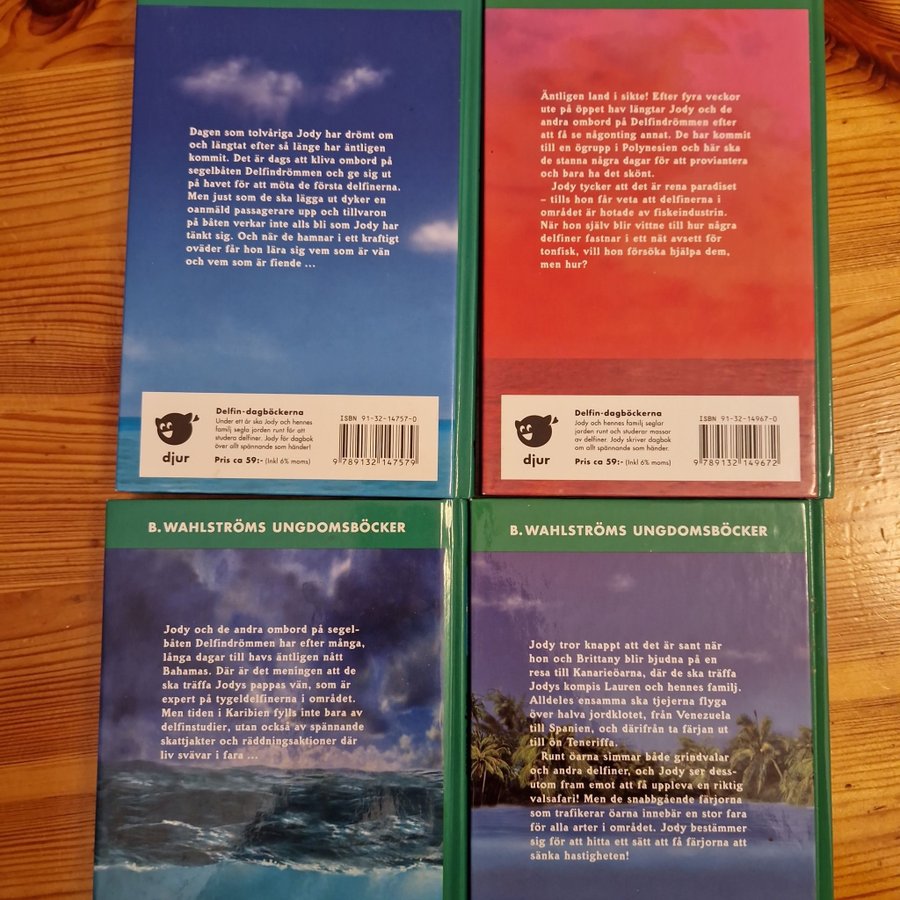 Dagen som tolvåriga Jody har drömt om
och längtat efter så länge har äntligen
kommit. Det är dags att kliva ombord på
segelbåten Delfindrömmen och ge sig ut
på havet för att möta de första delfinerna.
Men just som de ska lägga ut dyker en
oanmäld passagerare upp och tillvaron
på båten verkar inte alls bli som Jody har
tänkt sig. Och när de hamnar i ett kraftigt
oväder får hon lära sig vem som är vän
och vem som är fiende ...
djur
Delfin-dagböckerna
Under ett år ska Jody och hennes
familj segla jorden runt för att
studera delfiner. Jody för dagbok
över allt spännande som händer!
Pris ca 59:- (Inkl 6% moms)
ISBN 91-32-14757-0
9 789132 147579
Äntligen land i sikte! Efter fyra veckor
ute på öppet hav längtar Jody och de
andra ombord på Delfindrömmen efter
att få se någonting annat. De har kommit
till en ögrupp i Polynesien och här ska
de stanna några dagar för att proviantera
och bara ha det skönt.
Jody tycker att det är rena paradiset
– tills hon får veta att delfinerna i
området är hotade av fiskeindustrin.
När hon själv blir vittne till hur några
delfiner fastnar i ett nät avsett för
tonfisk, vill hon försöka hjälpa dem,
men hur?
djur
Delfin-dagböckerna
Jody och hennes familj seglar
jorden runt och studerar massor
av delfiner. Jody skriver dagbok
om allt spännande som händer.
Pris ca 59:- (Inkl 6% moms)
ISBN 91-32-14967-0
9 789132 149672
B. WAHLSTRÖMS UNGDOMSBÖCKER
Jody och de andra ombord på segel-
båten Delfindrömmen har efter många,
långa dagar till havs äntligen nått
Bahamas. Där är det meningen att de
ska träffa Jodys pappas vän, som är
expert på tygeldelfinerna i området.
Men tiden i Karibien fylls inte bara av
delfinstudier, utan också av spännande
skattjakter och räddningsaktioner där
liv svävar i fara ...
B. WAHLSTRÖMS UNGDOMSBÖCKER
Jody tror knappt att det är sant när
hon och Brittany blir bjudna på en
resa till Kanarieöarna, där de ska träffa
Jodys kompis Lauren och hennes familj.
Alldeles ensamma ska tjejerna flyga
över halva jordklotet, från Venezuela
till Spanien, och därifrån ta färjan ut
till ön Teneriffa.
Runt öarna simmar både grindvalar
och andra delfiner, och Jody ser dess-
utom fram emot att få uppleva en riktig
valsafari! Men de snabbgående färjorna
som trafikerar öarna innebär en stor fara
för alla arter i området. Jody bestämmer
sig för att hitta ett sätt att få färjorna att
sänka hastigheten!